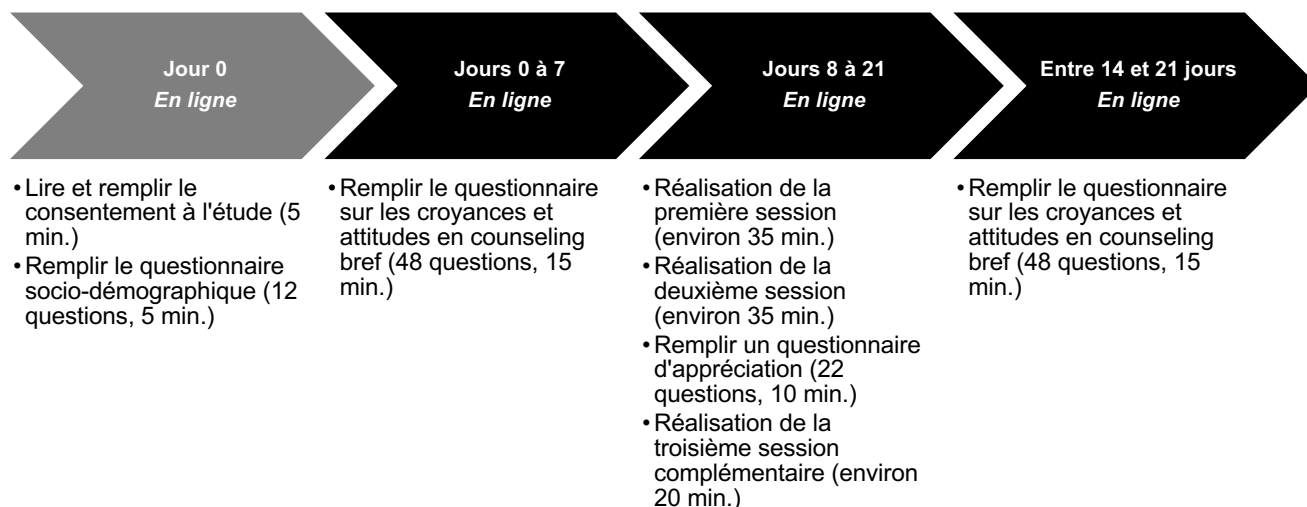 Jour 0
En ligne
Jours 0 à 7
En ligne
Jours 8 à 21
En ligne
Entre 14 et 21 jours
En ligne
•Lire et remplir le
consentement à l'étude (5
min.)
•Remplir le questionnaire
socio-démographique (12
questions, 5 min.)
•Remplir le questionnaire
sur les croyances et
attitudes en counseling
bref (48 questions, 15
min.)
•Réalisation de la
première session
(environ 35 min.)
•Réalisation de la
deuxième session
(environ 35 min.)
•Remplir un questionnaire
d'appréciation (22
questions, 10 min.)
•Réalisation de la
troisième session
complémentaire (environ
20 min.)
•Remplir le questionnaire
sur les croyances et
attitudes en counseling
bref (48 questions, 15
min.)